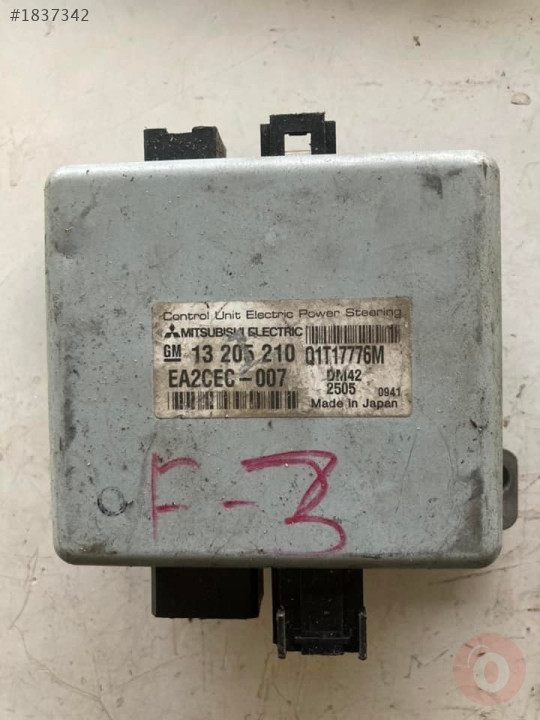 #1837342
Control Unit Electric Power Steering
MITSUBISHI ELECTRIC
GM 13 205 210 Q1T17776M
EA2CEC-007 DM42
2505 0941
Made in Japan
F-3